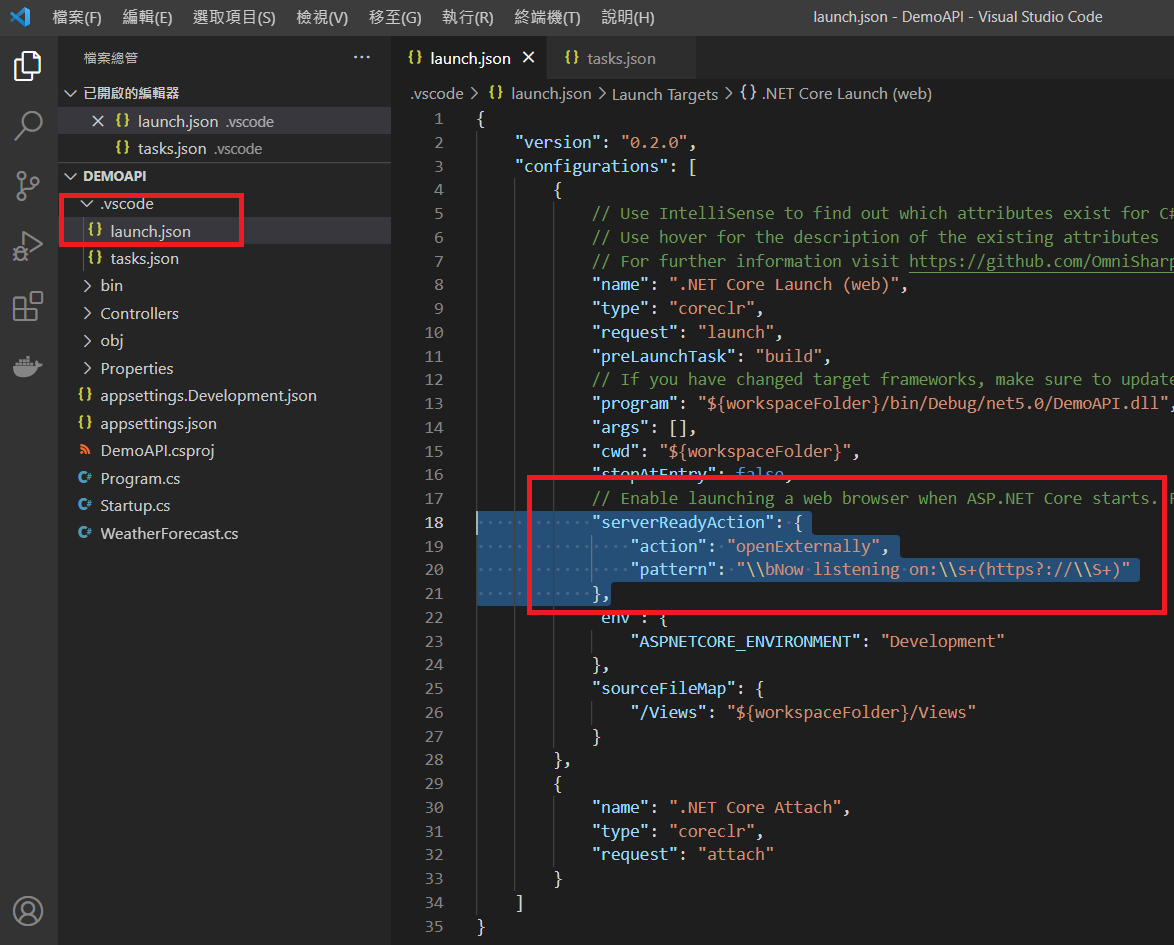 檔案(F) 編輯(E) 選取項目(S) 檢視(V) 移至(G) 執行(R) 終端機(T) 說明(H) launch.json - DemoAPI - Visual Studio Code
檔案總管 ···
已開啟的編輯器
launch.json .vscode
tasks.json .vscode
DEMOAPI
.vscode
{} launch.json
{} tasks.json
bin
Controllers
obj
Properties
{} appsettings.Development.json
{} appsettings.json
DemoAPI.csproj
C# Program.cs
C# Startup.cs
C# WeatherForecast.cs
{} launch.json × {} tasks.json
.vscode > {} launch.json > Launch Targets > {} .NET Core Launch (web)
1 {
2 "version": "0.2.0",
3 "configurations": [
4 {
5 // Use IntelliSense to find out which attributes exist for C#
6 // Use hover for the description of the existing attributes
7 // For further information visit https://github.com/OmniSharp
8 "name": ".NET Core Launch (web)",
9 "type": "coreclr",
10 "request": "launch",
11 "preLaunchTask": "build",
12 // If you have changed target frameworks, make sure to update
13 "program": "${workspaceFolder}/bin/Debug/net5.0/DemoAPI.dll",
14 "args": [],
15 "cwd": "${workspaceFolder}",
16 "stopAtEntry": false,
17 // Enable launching a web browser when ASP.NET Core starts.
18 "serverReadyAction": {
19 "action": "openExternally",
20 "pattern": "\\bNow listening on:\\s+(https?://\\S+)"
21 },
22 "env": {
23 "ASPNETCORE_ENVIRONMENT": "Development"
24 },
25 "sourceFileMap": {
26 "/Views": "${workspaceFolder}/Views"
27 }
28 },
29 {
30 "name": ".NET Core Attach",
31 "type": "coreclr",
32 "request": "attach"
33 }
34 ]
35 }